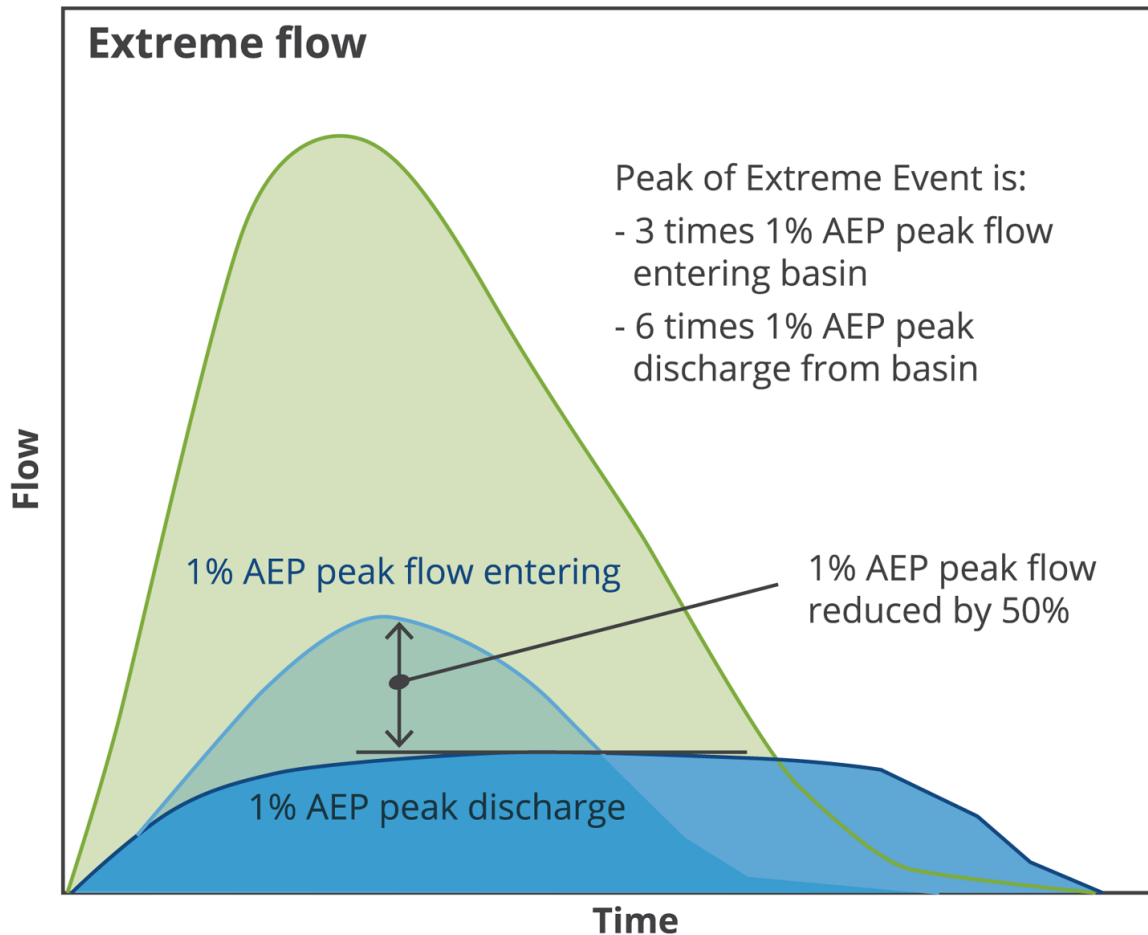 Extreme flow
Peak of Extreme Event is:
- 3 times 1% AEP peak flow
entering basin
- 6 times 1% AEP peak
discharge from basin
Flow
1% AEP peak flow entering
1% AEP peak flow
reduced by 50%
1% AEP peak discharge
Time